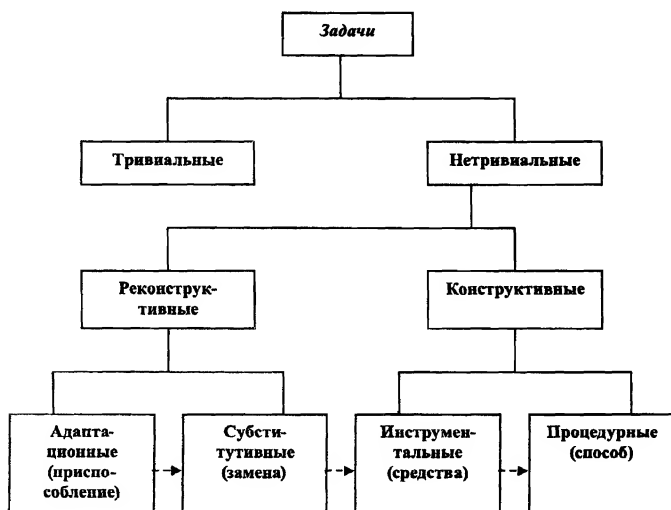 Задачи
Тривиальные
Нетривиальные
Реконструк-
тивные
Конструктивные
Адапта-
ционные
(приспо-
собление)
Субсти-
тутивные
(замена)
Инструмен-
тальные
(средства)
Процедурные
(способ)